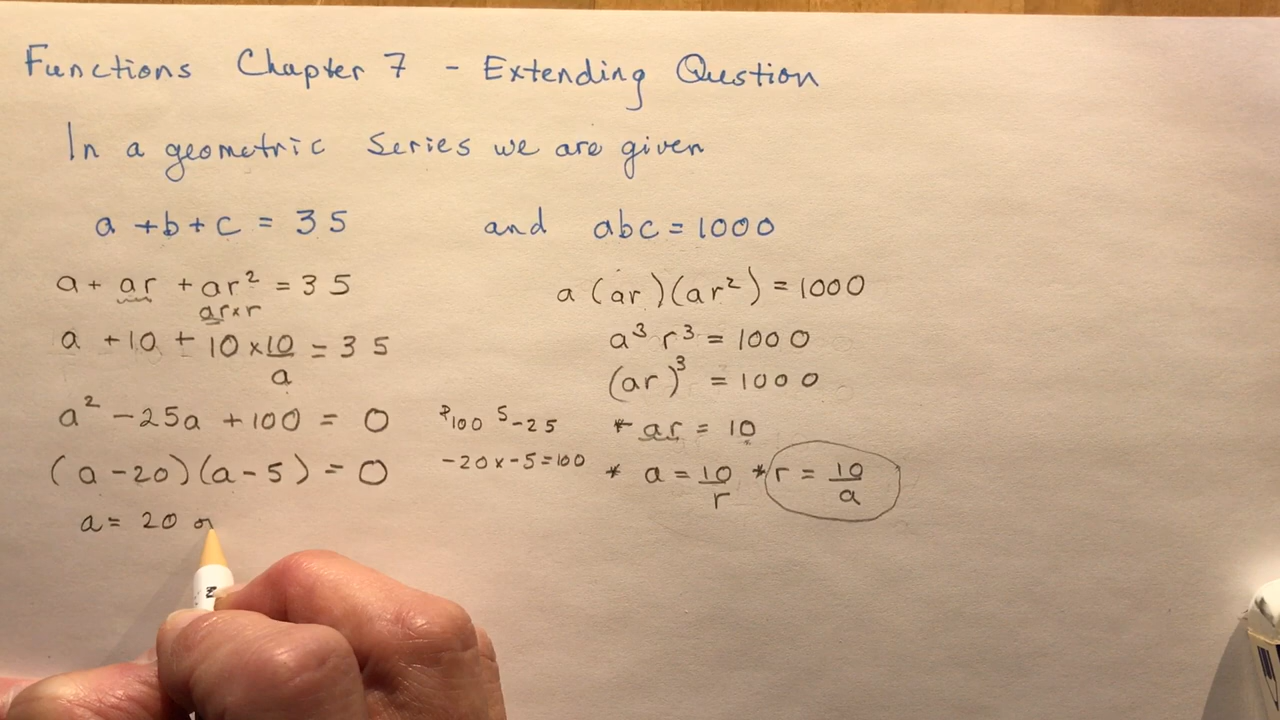 Functions Chapter 7 - Extending Question
In a geometric series we are given
a + b + c = 35 and abc = 1000
a + ar + ar² = 35 a (ar)(ar²) = 1000
ar×r
a + 10 + 10 × 10/a = 35 a³ r³ = 1000
(ar)³ = 1000
a² - 25a + 100 = 0 P100 S-25 * ar = 10
(a - 20)(a - 5) = 0 -20 x -5 = 100 * a = 10/r * r = 10/a
a = 20